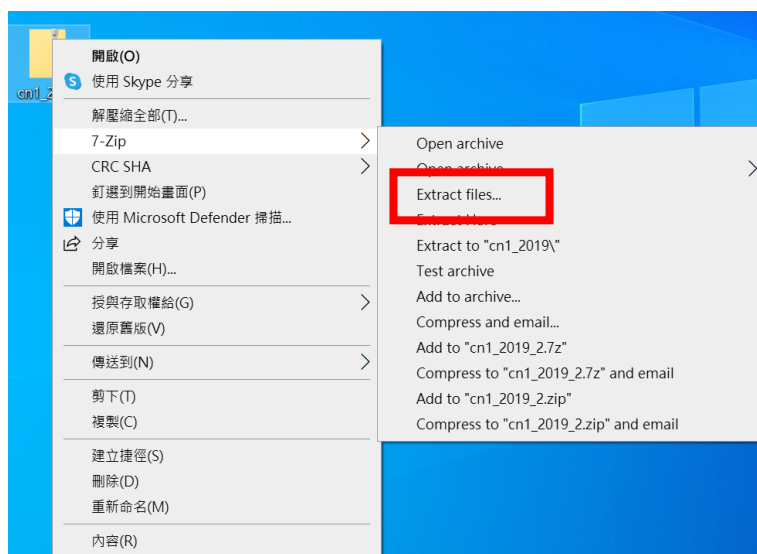 cn1_2
開啟(O)
使用 Skype 分享
解壓縮全部(T)...
7-Zip
CRC SHA
釘選到開始畫面(P)
使用 Microsoft Defender 掃描...
分享
開啟檔案(H)...
授與存取權給(G)
還原舊版(V)
傳送到(N)
剪下(T)
複製(C)
建立捷徑(S)
刪除(D)
重新命名(M)
內容(R)
Open archive
Open archive
Extract files...
Extract Here
Extract to "cn1_2019\"
Test archive
Add to archive...
Compress and email...
Add to "cn1_2019_2.7z"
Compress to "cn1_2019_2.7z" and email
Add to "cn1_2019_2.zip"
Compress to "cn1_2019_2.zip" and email